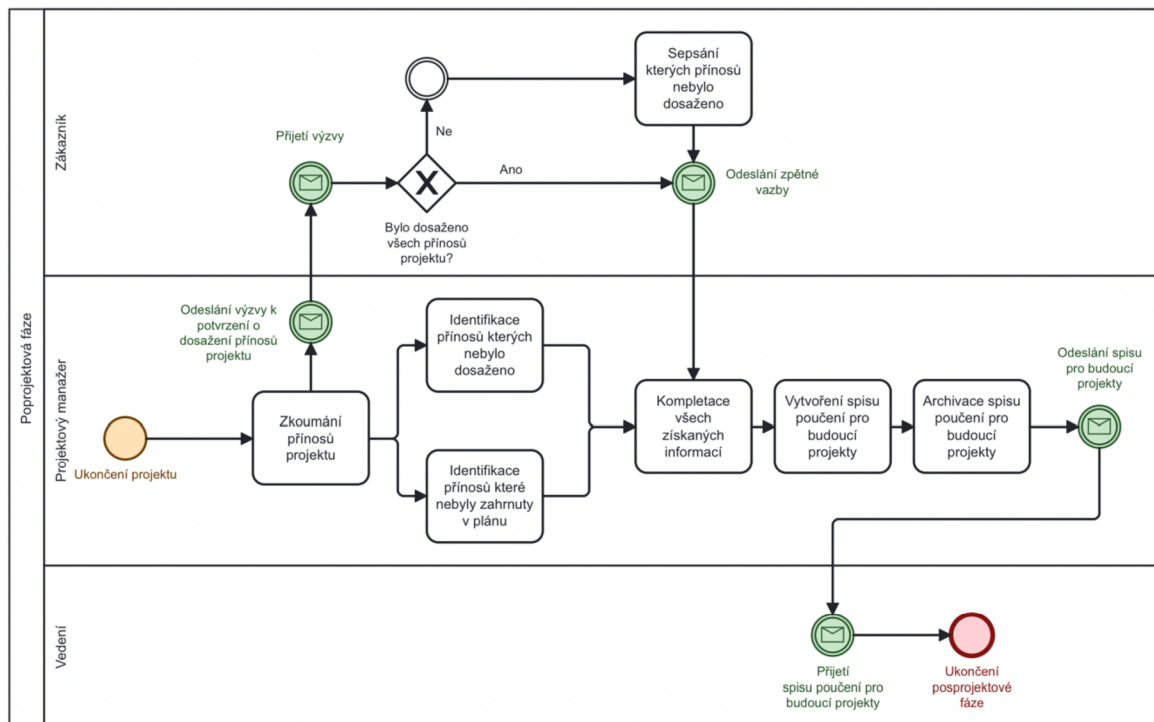 Poprojektová fáze
Zákazník
Sepsání
kterých přínosů
nebylo
dosaženo
Ne
Přijetí výzvy
Ano
Odeslání zpětné
vazby
Bylo dosaženo
všech přínosů
projektu?
Projektový manažer
Odeslání výzvy k
potvrzení o
dosažení přínosů
projektu
Identifikace
přínosů kterých
nebylo
dosaženo
Odeslání spisu
pro budoucí
projekty
Ukončení projektu
Zkoumání
přínosů
projektu
Identifikace
přínosů které
nebyly zahrnuty
v plánu
Kompletace
všech
získaných
informací
Vytvoření spisu
poučení pro
budoucí
projekty
Archivace spisu
poučení pro
budoucí
projekty
Vedení
Přijetí
spisu poučení pro
budoucí projekty
Ukončení
posprojektové
fáze